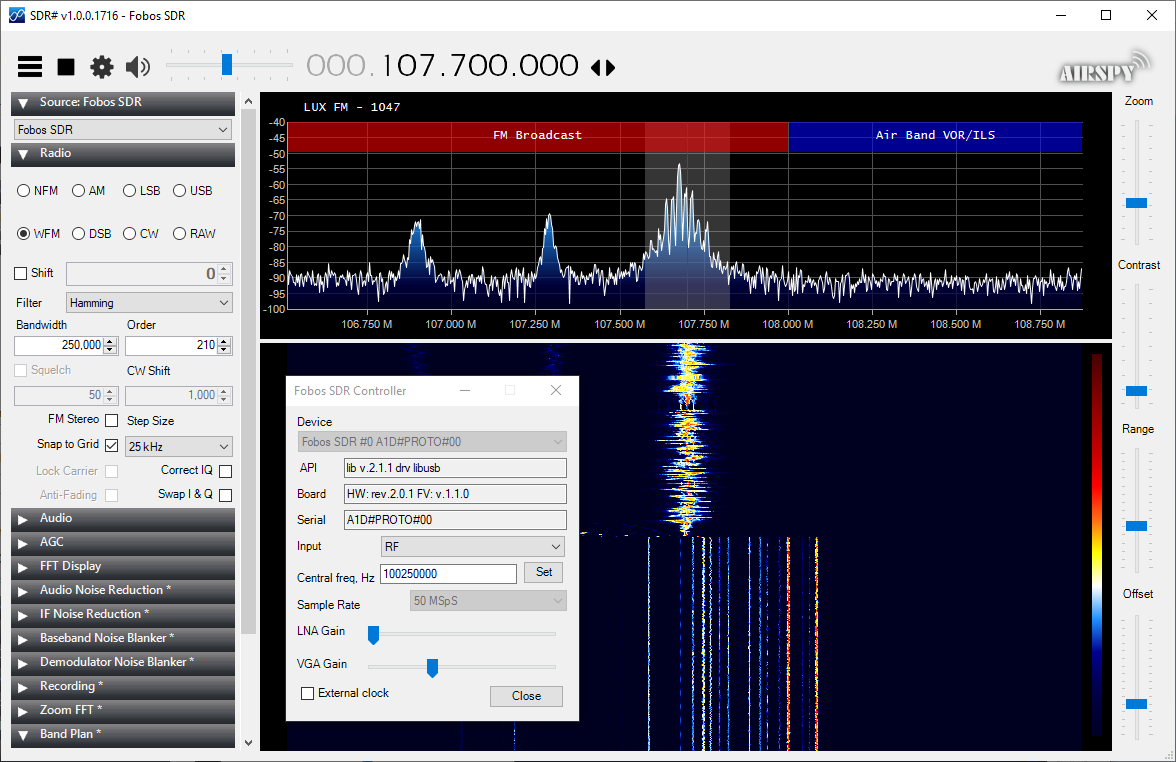 SDR# v1.0.0.1716 - Fobos SDR
000.107.700.000
AIRSPY
Source: Fobos SDR
Fobos SDR
Radio
NFM AM LSB USB
WFM DSB CW RAW
Shift 0
Filter Hamming
Bandwidth Order
250,000 210
Squelch CW Shift
50 1,000
FM Stereo Step Size
Snap to Grid 25 kHz
Lock Carrier Correct IQ
Anti-Fading Swap I & Q
Audio
AGC
FFT Display
Audio Noise Reduction *
IF Noise Reduction *
Baseband Noise Blanker *
Demodulator Noise Blanker *
Recording *
Zoom FFT *
Band Plan *
LUX FM - 1047
FM Broadcast Air Band VOR/ILS
-40
-45
-50
-55
-60
-65
-70
-75
-80
-85
-90
-95
-100
106.750 M 107.000 M 107.250 M 107.500 M 107.750 M 108.000 M 108.250 M 108.500 M 108.750 M
Fobos SDR Controller
Device
Fobos SDR #0 A1D#PROTO#00
API lib v.2.1.1 drv libusb
Board HW: rev.2.0.1 FV: v.1.1.0
Serial A1D#PROTO#00
Input RF
Central freq, Hz 100250000 Set
Sample Rate 50 MSpS
LNA Gain
VGA Gain
External clock Close
Zoom
Contrast
Range
Offset